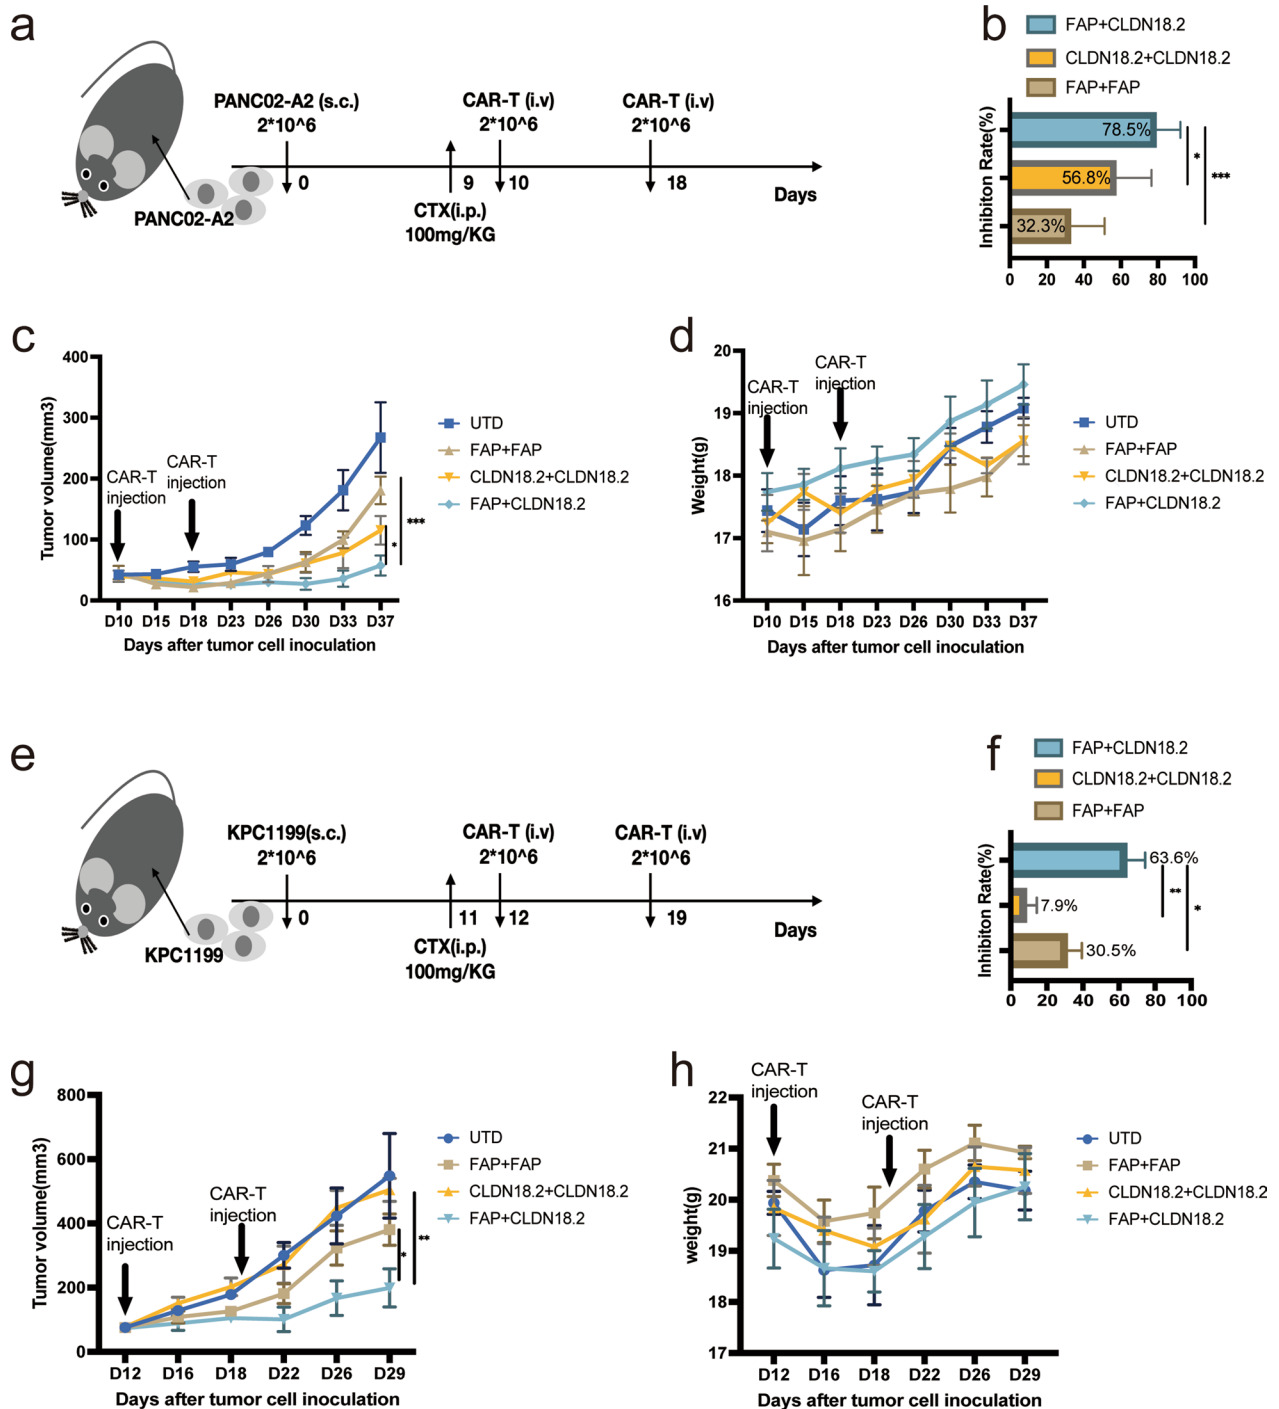 a
PANC02-A2 (s.c.)
2*10^6
CAR-T (i.v)
2*10^6
CAR-T (i.v)
2*10^6
0
9
10
18
Days
CTX(i.p.)
100mg/KG
PANC02-A2
b
FAP+CLDN18.2
CLDN18.2+CLDN18.2
FAP+FAP
Inhibiton Rate(%)
78.5%
56.8%
32.3%
*
***
0 20 40 60 80 100
c
Tumor volume(mm3)
400
300
200
100
0
CAR-T
injection
CAR-T
injection
UTD
FAP+FAP
CLDN18.2+CLDN18.2
FAP+CLDN18.2
*
***
D10 D15 D18 D23 D26 D30 D33 D37
Days after tumor cell inoculation
d
Weight(g)
20
19
18
17
16
CAR-T
injection
CAR-T
injection
UTD
FAP+FAP
CLDN18.2+CLDN18.2
FAP+CLDN18.2
D10 D15 D18 D23 D26 D30 D33 D37
Days after tumor cell inoculation
e
KPC1199(s.c.)
2*10^6
CAR-T (i.v)
2*10^6
CAR-T (i.v)
2*10^6
0
11
12
19
Days
CTX(i.p.)
100mg/KG
KPC1199
f
FAP+CLDN18.2
CLDN18.2+CLDN18.2
FAP+FAP
Inhibiton Rate(%)
63.6%
7.9%
30.5%
**
*
0 20 40 60 80 100
g
Tumor volume(mm3)
800
600
400
200
0
CAR-T
injection
CAR-T
injection
UTD
FAP+FAP
CLDN18.2+CLDN18.2
FAP+CLDN18.2
*
**
D12 D16 D18 D22 D26 D29
Days after tumor cell inoculation
h
weight(g)
22
21
20
19
18
17
CAR-T
injection
CAR-T
injection
UTD
FAP+FAP
CLDN18.2+CLDN18.2
FAP+CLDN18.2
D12 D16 D18 D22 D26 D29
Days after tumor cell inoculation